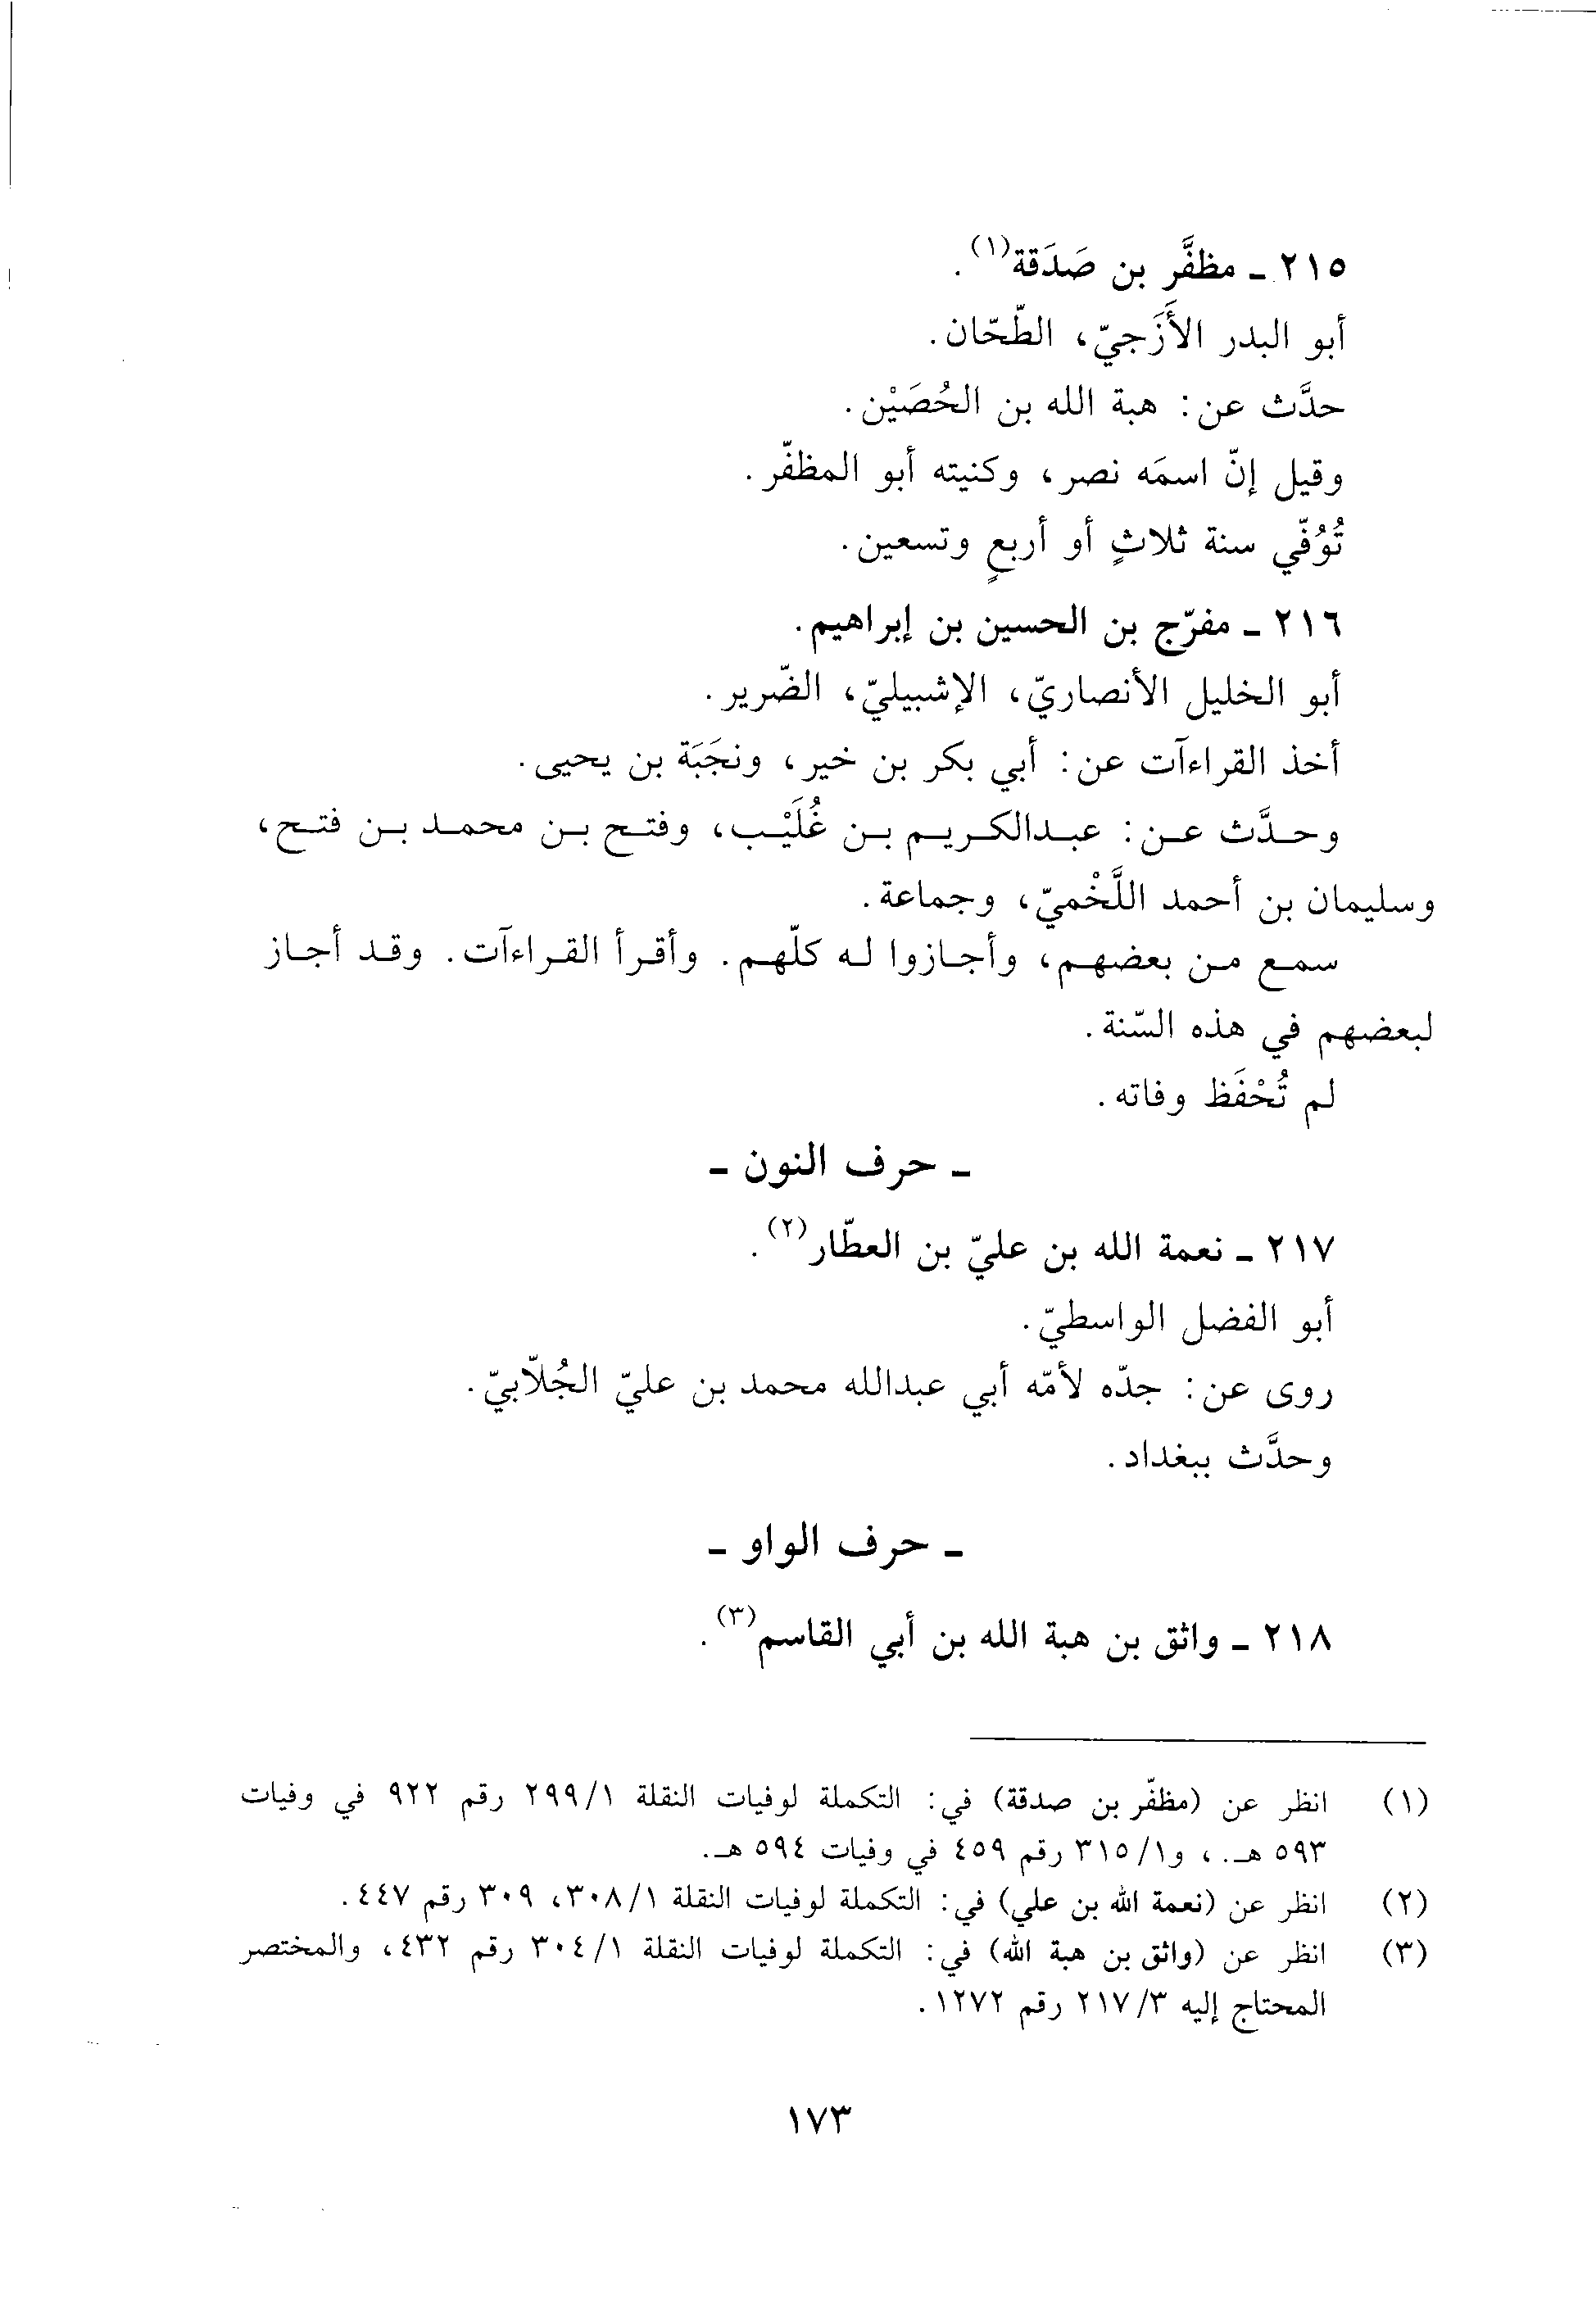 ٢١٥ ـ مظفَّر بن صَدَقة(١).
أبو البدر الأَزَجيّ، الطّحّان.
حدَّث عن: هبة الله بن الحُصَيْن.
وقيل إنّ اسمَه نصر، وكنيته أبو المظفّر.
تُوُفّي سنة ثلاثٍ أو أربعٍ وتسعين.
٢١٦ ـ مفرّج بن الحسين بن إبراهيم.
أبو الخليل الأنصاريّ، الإشبيليّ، الضّرير.
أخذ القراءآت عن: أبي بكر بن خير، ونجَبَة بن يحيى.
وحدَّث عن: عبدالكريم بن غُلَيْب، وفتح بن محمد بن فتح،
وسليمان بن أحمد اللَّخْميّ، وجماعة.
سمع من بعضهم، وأجازوا له كلّهم. وأقرأ القراءآت. وقد أجاز
لبعضهم في هذه السّنة.
لم تُحْفَظ وفاته.
ـ حرف النون ـ
٢١٧ ـ نعمة الله بن عليّ بن العطّار(٢).
أبو الفضل الواسطيّ.
روى عن: جدّه لأمّه أبي عبدالله محمد بن عليّ الجُلاّبيّ.
وحدَّث ببغداد.
ـ حرف الواو ـ
٢١٨ ـ واثق بن هبة الله بن أبي القاسم(٣).
(١) انظر عن (مظفّر بن صدقة) في: التكملة لوفيات النقلة ٢٩٩/١ رقم ٩٢٢ في وفيات
٥٩٣ هـ.، و٣١٥/١ رقم ٤٥٩ في وفيات ٥٩٤ هـ.
(٢) انظر عن (نعمة الله بن علي) في: التكملة لوفيات النقلة ٣٠٨/١، ٣٠٩ رقم ٤٤٧.
(٣) انظر عن (واثق بن هبة الله) في: التكملة لوفيات النقلة ٣٠٤/١ رقم ٤٣٢، والمختصر
المحتاج إليه ٢١٧/٣ رقم ١٢٧٢.
١٧٣